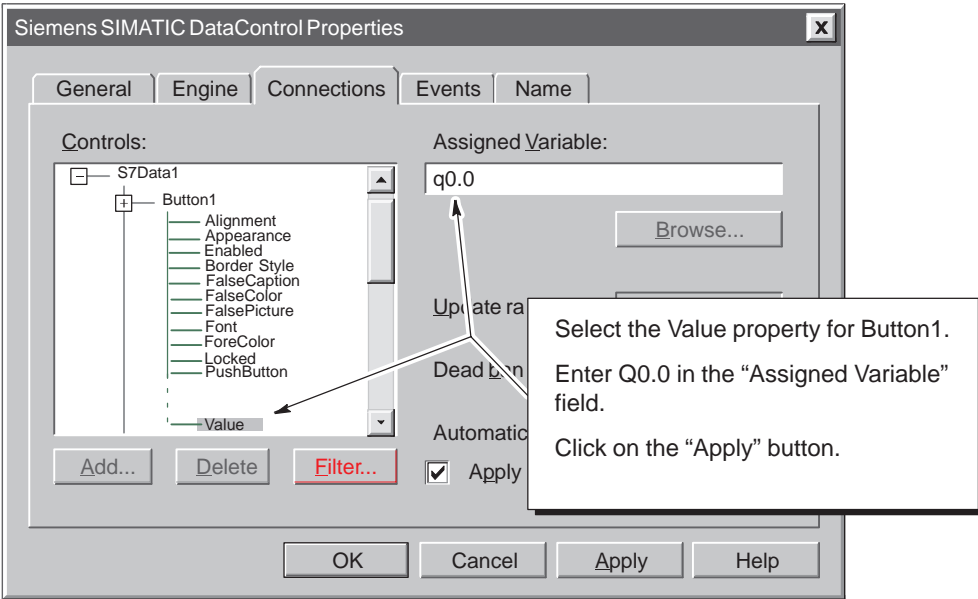 Siemens SIMATIC DataControl Properties
X
General Engine Connections Events Name
Controls:
Assigned Variable:
S7Data1
q0.0
Button1
Alignment
Appearance
Enabled
Border Style
FalseCaption
FalseColor
FalsePicture
Font
ForeColor
Locked
PushButton
Value
Browse...
Update ra
Dead ban
Automatic
Apply
Add... Delete Filter...
Select the Value property for Button1.
Enter Q0.0 in the “Assigned Variable”
field.
Click on the “Apply” button.
OK Cancel Apply Help